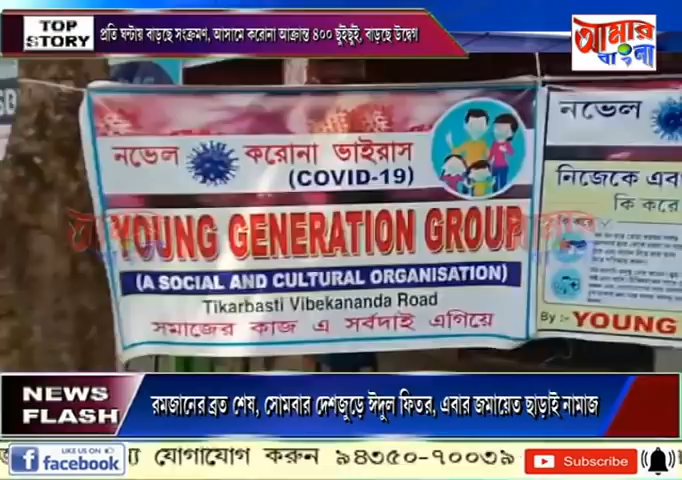 TOP
STORY
প্রতি ঘন্টায় বাড়ছে সংক্রমণ, আসামে করোনা আক্রান্ত ৪০০ ছুইছুই, বাড়ছে উদ্বেগ
আমার
বাংলা
নভেল করোনা ভাইরাস
(COVID-19)
YOUNG GENERATION GROUP
(A SOCIAL AND CULTURAL ORGANISATION)
Tikarbasti Vibekananda Road
সমাজের কাজ এ সর্বদাই এগিয়ে
নভেল
নিজেকে এবং
কি করে
কি করে
By :- YOUNG
NEWS
FLASH
রমজানের ব্রত শেষ, সোমবার দেশজুড়ে ঈদুল ফিতর, এবার জমায়েত ছাড়াই নামাজ
LIKE US ON
facebook
যোগাযোগ করুন ৯৪৩৫০-৭০০৩৯
Subscribe